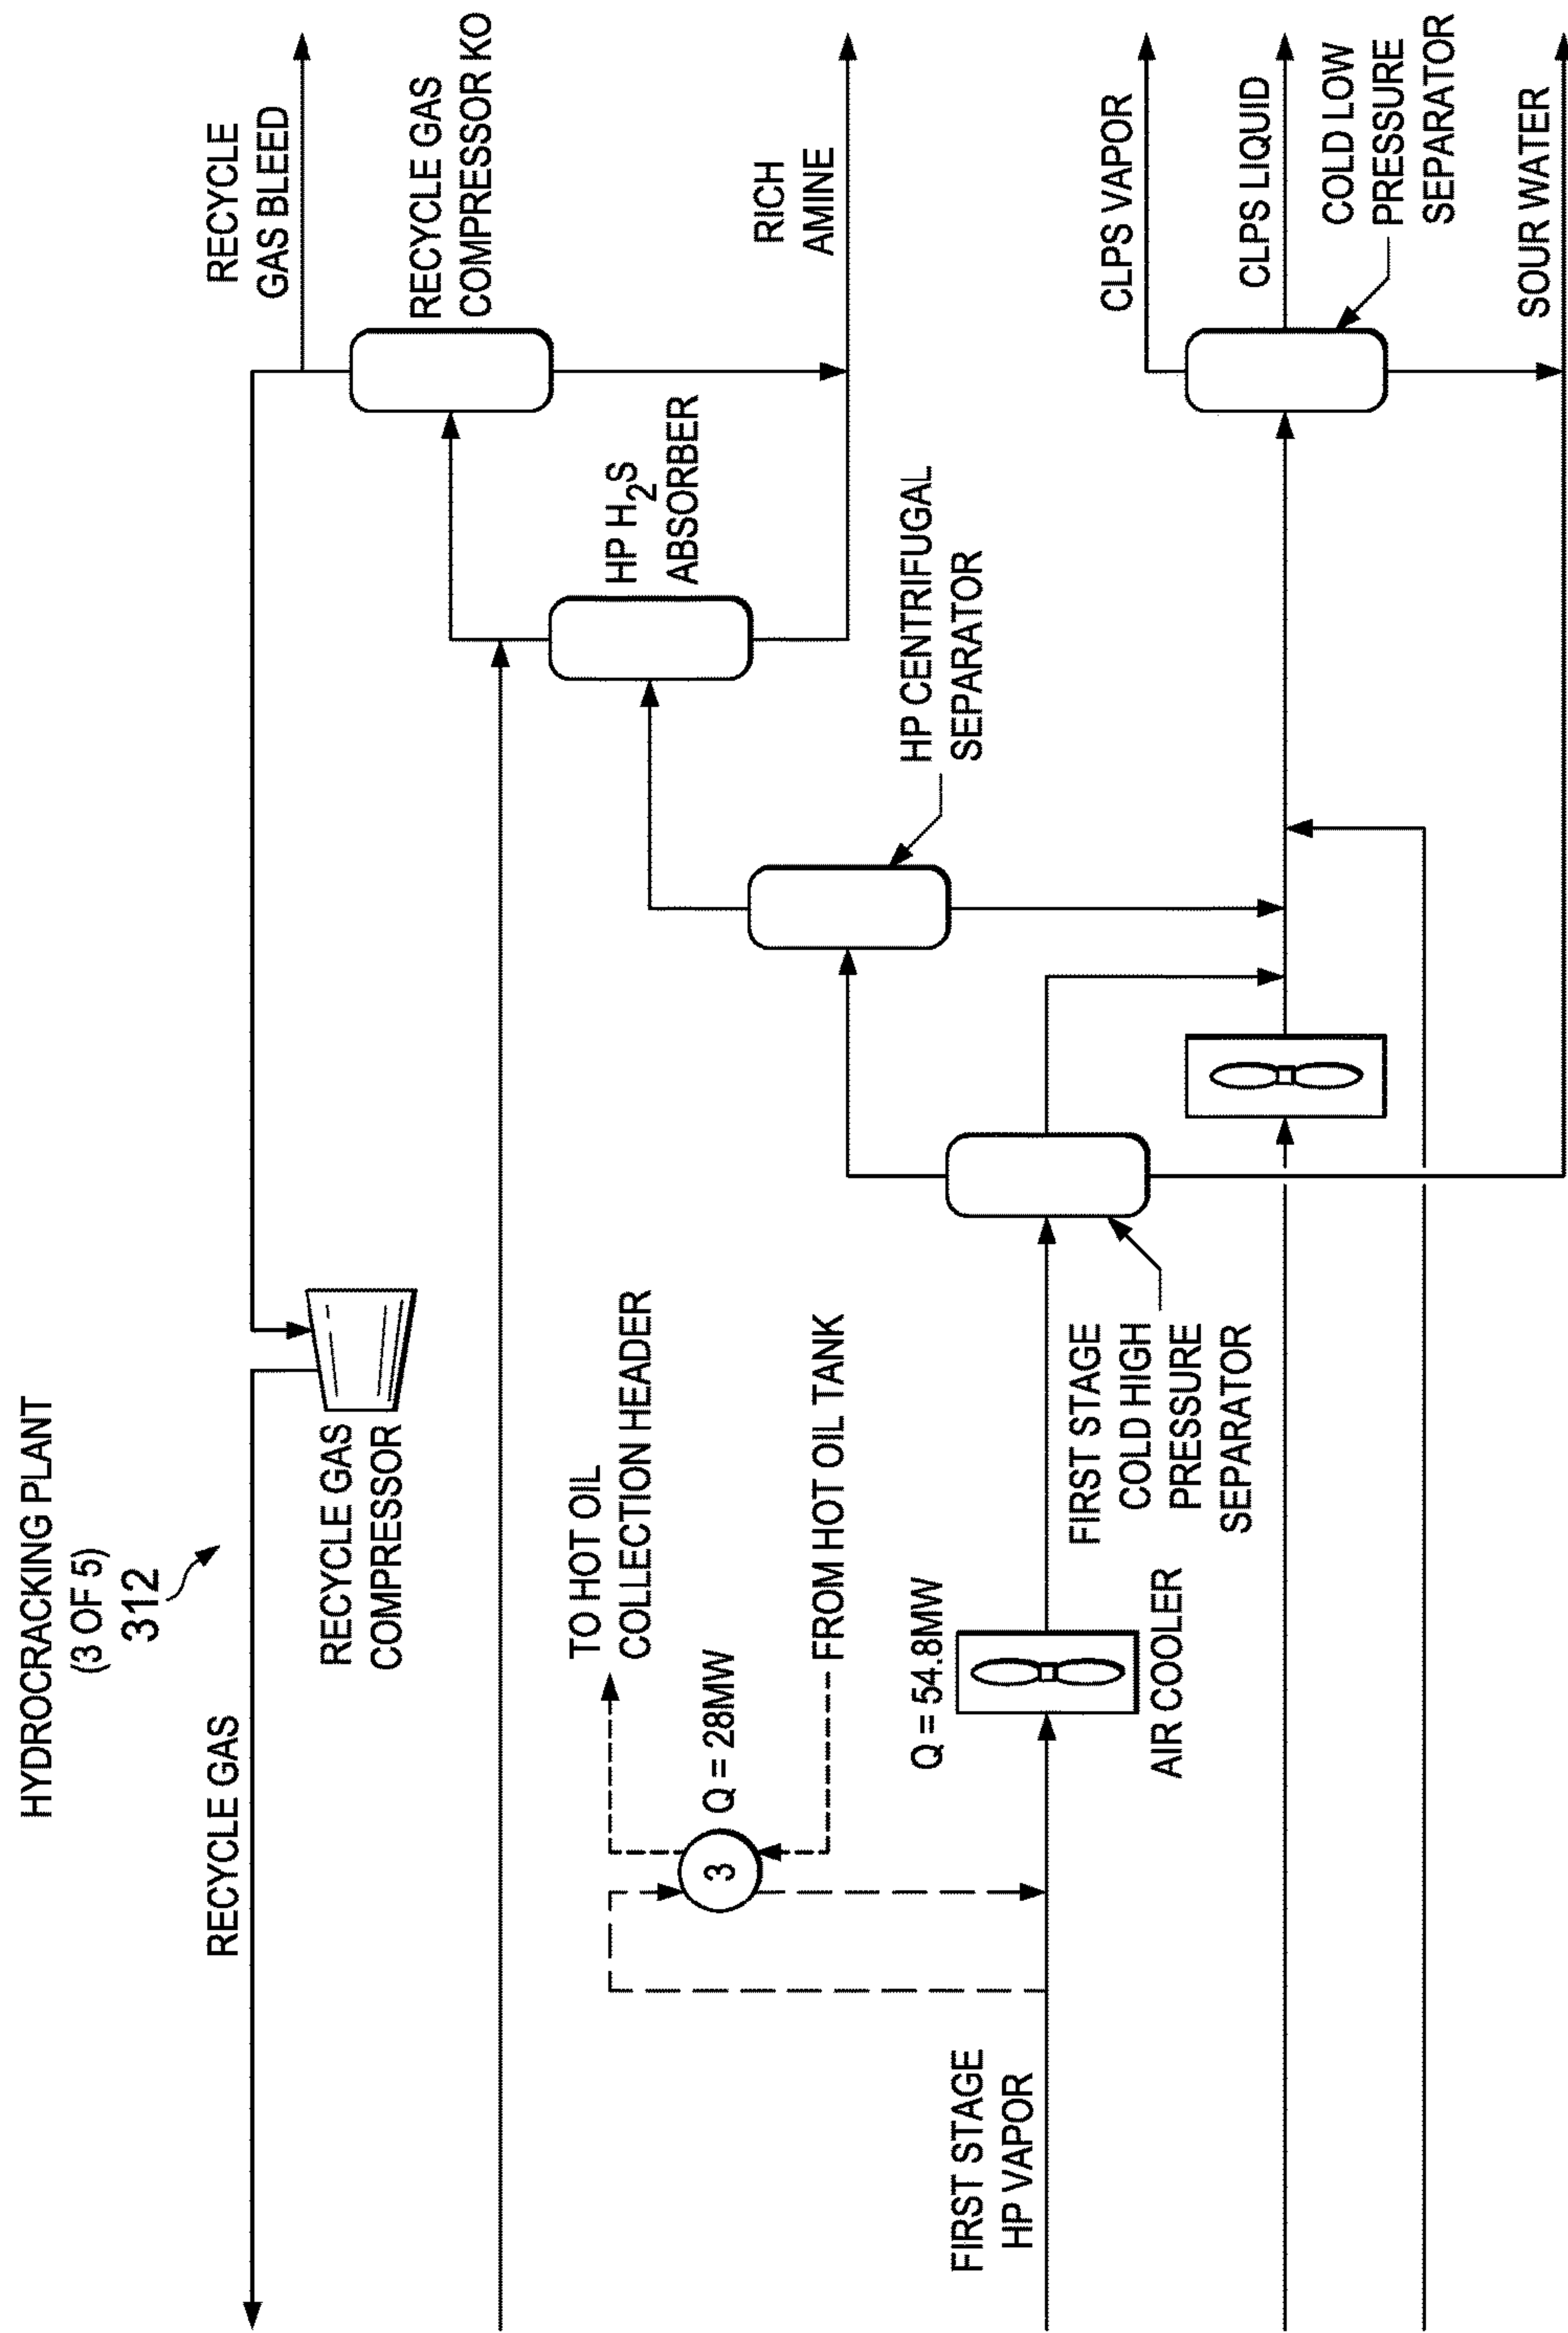 HYDROCRACKING PLANT
(3 OF 5)
312
RECYCLE GAS
RECYCLE GAS
COMPRESSOR
RECYCLE
GAS BLEED
RECYCLE GAS
COMPRESSOR KO
TO HOT OIL
COLLECTION HEADER
3
Q = 28MW
FROM HOT OIL TANK
HP H2S
ABSORBER
RICH
AMINE
HP CENTRIFUGAL
SEPARATOR
FIRST STAGE
HP VAPOR
Q = 54.8MW
AIR COOLER
FIRST STAGE
COLD HIGH
PRESSURE
SEPARATOR
CLPS VAPOR
CLPS LIQUID
COLD LOW
PRESSURE
SEPARATOR
SOUR WATER